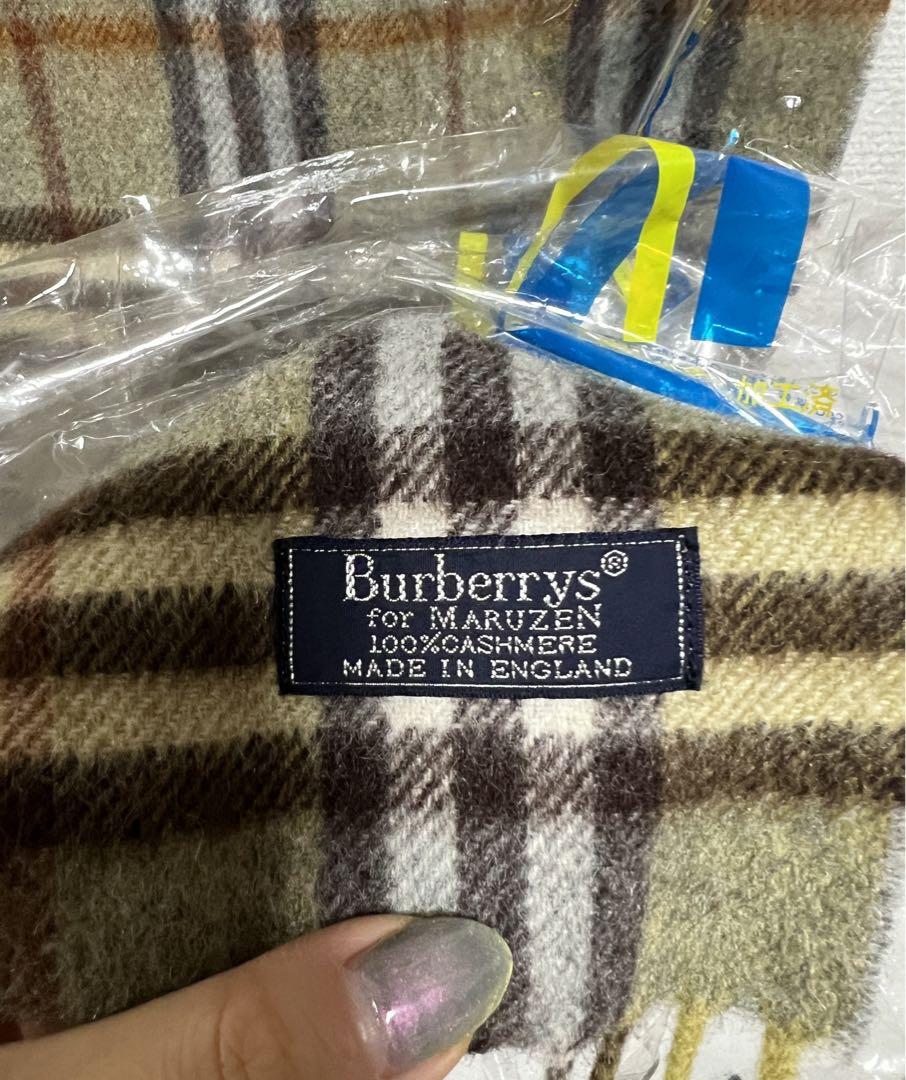 加工済
Burberrys®
for MARUZEN
100%CASHMERE
MADE IN ENGLAND